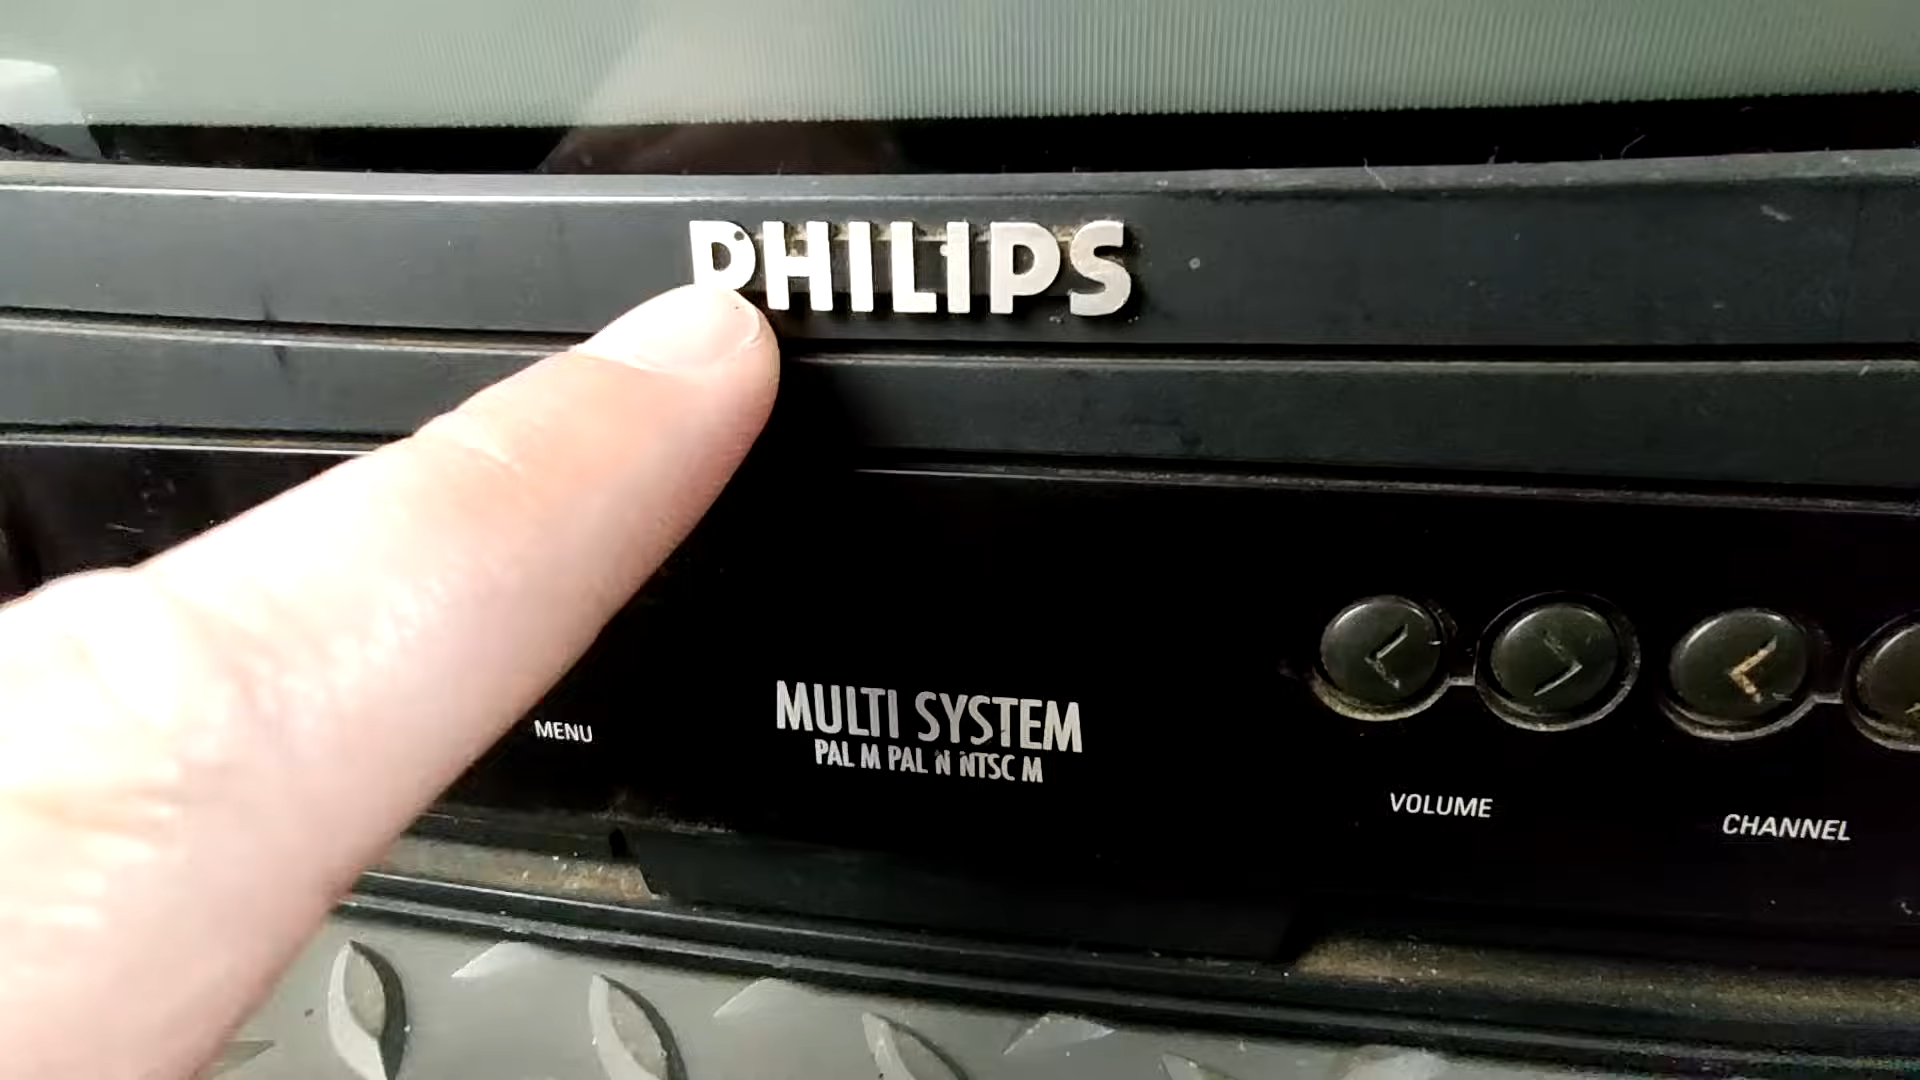 PHILIPS
MENU
MULTI SYSTEM
PAL M PAL N NTSC M
VOLUME
CHANNEL